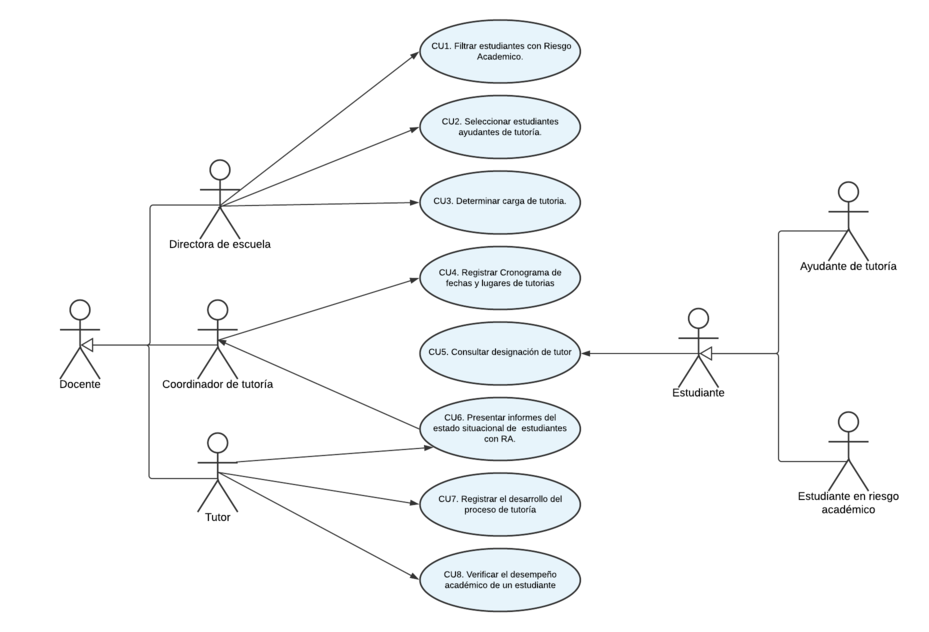 CU1. Filtrar estudiantes con Riesgo
Academico.
CU2. Seleccionar estudiantes
ayudantes de tutoría.
CU3. Determinar carga de tutoria.
Directora de escuela
Ayudante de tutoría
CU4. Registrar Cronograma de
fechas y lugares de tutorias
CU5. Consultar designación de tutor
Docente
Coordinador de tutoría
Estudiante
CU6. Presentar informes del
estado situacional de estudiantes
con RA.
CU7. Registrar el desarrollo del
proceso de tutoría
Tutor
Estudiante en riesgo
académico
CU8. Verificar el desempeño
académico de un estudiante